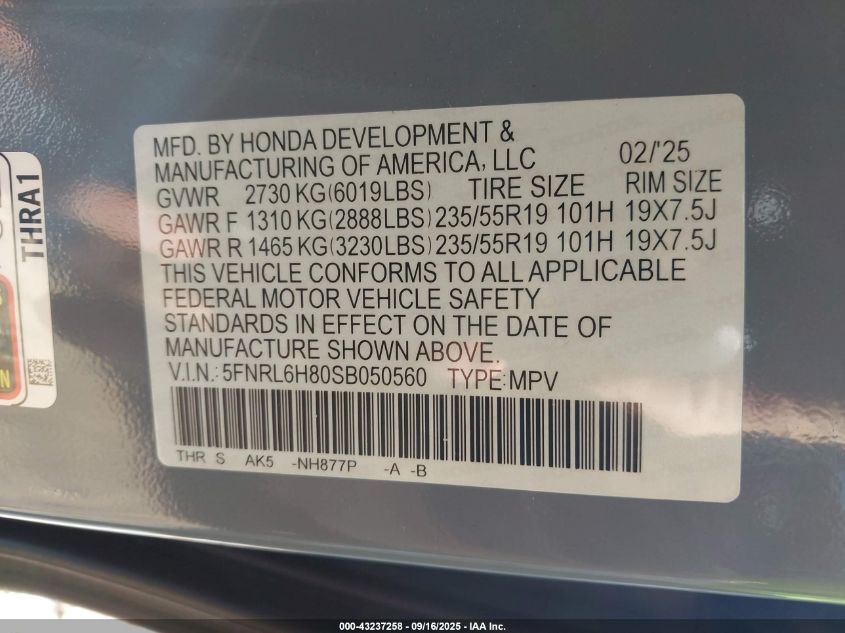 MFD. BY HONDA DEVELOPMENT &
MANUFACTURING OF AMERICA, LLC 02/'25
GVWR 2730 KG(6019LBS) TIRE SIZE RIM SIZE
GAWR F 1310 KG(2888LBS) 235/55R19 101H 19X7.5J
GAWR R 1465 KG(3230LBS) 235/55R19 101H 19X7.5J
THIS VEHICLE CONFORMS TO ALL APPLICABLE
FEDERAL MOTOR VEHICLE SAFETY
STANDARDS IN EFFECT ON THE DATE OF
MANUFACTURE SHOWN ABOVE.
V.I.N.: 5FNRL6H80SB050560 TYPE:MPV
THR S AK5 -NH877P -A -B
THRA1
000-43237258 - 09/16/2025 - IAA Inc.